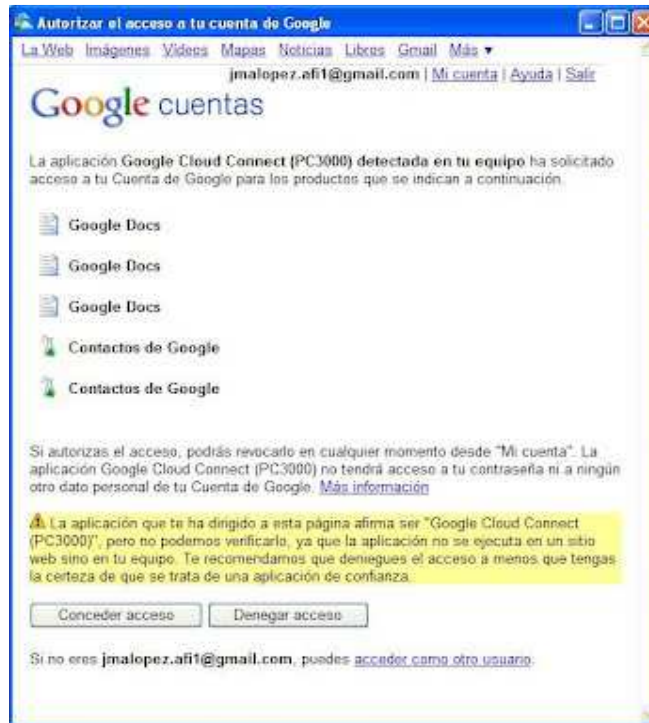 Autorizar el acceso a tu cuenta de Google
La Web Imágenes Vídeos Mapas Noticias Libros Gmail Más ▼
jmalopez.afi1@gmail.com | Mi cuenta | Ayuda | Salir
Google cuentas
La aplicación Google Cloud Connect (PC3000) detectada en tu equipo ha solicitado
acceso a tu Cuenta de Google para los productos que se indican a continuación.
Google Docs
Google Docs
Google Docs
Contactos de Google
Contactos de Google
Si autorizas el acceso, podrás revocarlo en cualquier momento desde "Mi cuenta". La
aplicación Google Cloud Connect (PC3000) no tendrá acceso a tu contraseña ni a ningún
otro dato personal de tu Cuenta de Google. Más información
La aplicación que te ha dirigido a esta página afirma ser "Google Cloud Connect
(PC3000)", pero no podemos verificarlo, ya que la aplicación no se ejecuta en un sitio
web sino en tu equipo. Te recomendamos que deniegues el acceso a menos que tengas
la certeza de que se trata de una aplicación de confianza.
Conceder acceso Denegar acceso
Si no eres jmalopez.afi1@gmail.com, puedes acceder como otro usuario.